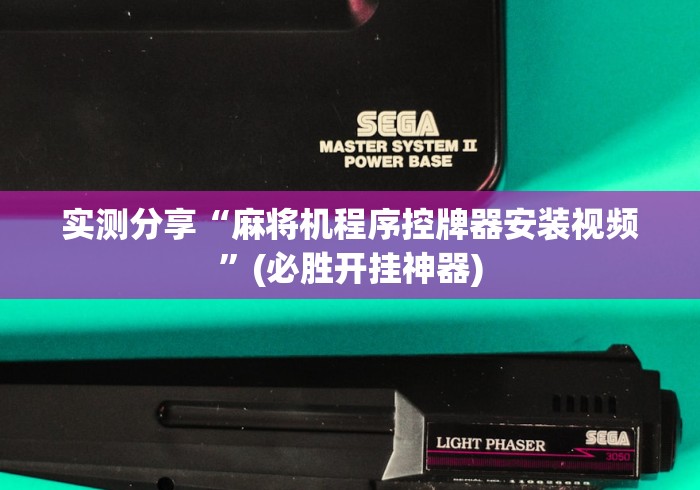 SEGA
MASTER SYSTEM II
POWER BASE
实测分享“麻将机程序控牌器安装视频
”(必胜开挂神器)
LIGHT PHASER
SEGA
3050